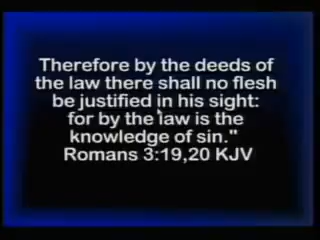 Therefore by the deeds of
the law there shall no flesh
be justified in his sight:
for by the law is the
knowledge of sin."
Romans 3:19,20 KJV